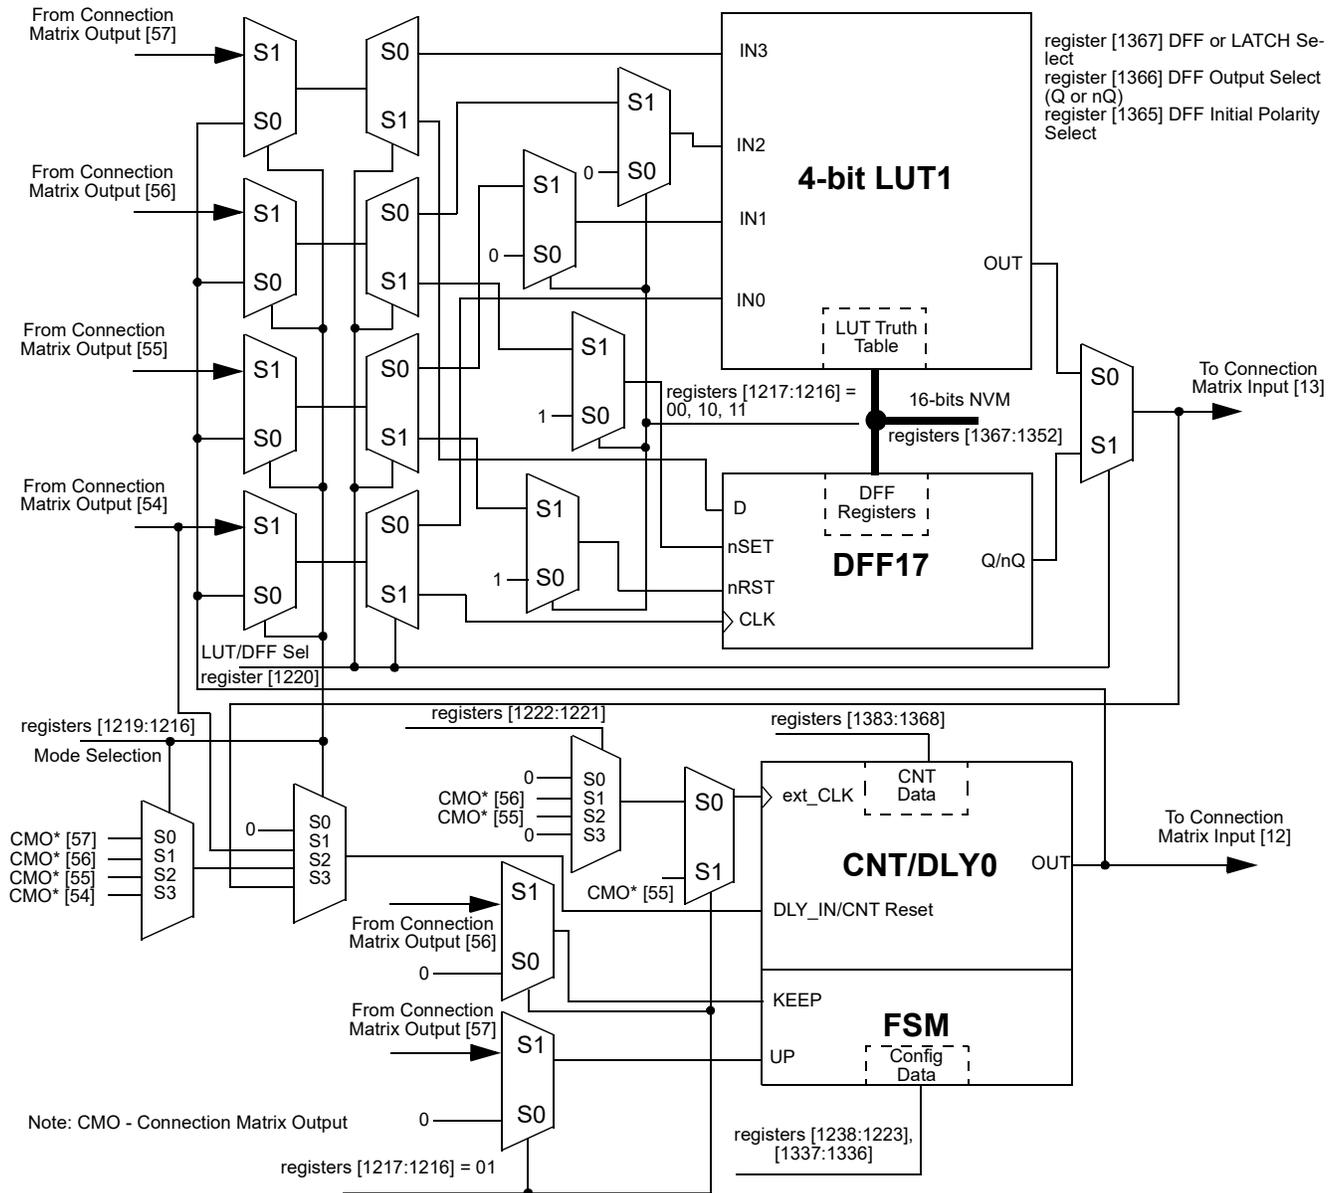 From Connection
Matrix Output [57]
S1
S0
S0
S1
IN3
register [1367] DFF or LATCH Se-
lect
register [1366] DFF Output Select
(Q or nQ)
register [1365] DFF Initial Polarity
Select
S1
0
S0
IN2
4-bit LUT1
From Connection
Matrix Output [56]
S1
S0
S0
S1
S1
0
S0
IN1
OUT
IN0
LUT Truth
Table
From Connection
Matrix Output [55]
S1
S0
S0
S1
S1
1
S0
registers [1217:1216] =
00, 10, 11
16-bits NVM
registers [1367:1352]
S0
S1
To Connection
Matrix Input [13]
From Connection
Matrix Output [54]
S1
S0
S0
S1
S1
1
S0
D
nSET
nRST
CLK
DFF
Registers
DFF17
Q/nQ
LUT/DFF Sel
register [1220]
registers [1219:1216]
Mode Selection
CMO* [57]
CMO* [56]
CMO* [55]
CMO* [54]
S0
S1
S2
S3
0
S0
S1
S2
S3
registers [1222:1221]
0
CMO* [56]
CMO* [55]
0
S0
S1
S2
S3
S0
S1
CMO* [55]
registers [1383:1368]
CNT
Data
ext_CLK
CNT/DLY0
OUT
DLY_IN/CNT Reset
To Connection
Matrix Input [12]
From Connection
Matrix Output [56]
S1
0
S0
KEEP
FSM
From Connection
Matrix Output [57]
S1
0
S0
UP
Config
Data
Note: CMO - Connection Matrix Output
registers [1217:1216] = 01
registers [1238:1223],
[1337:1336]